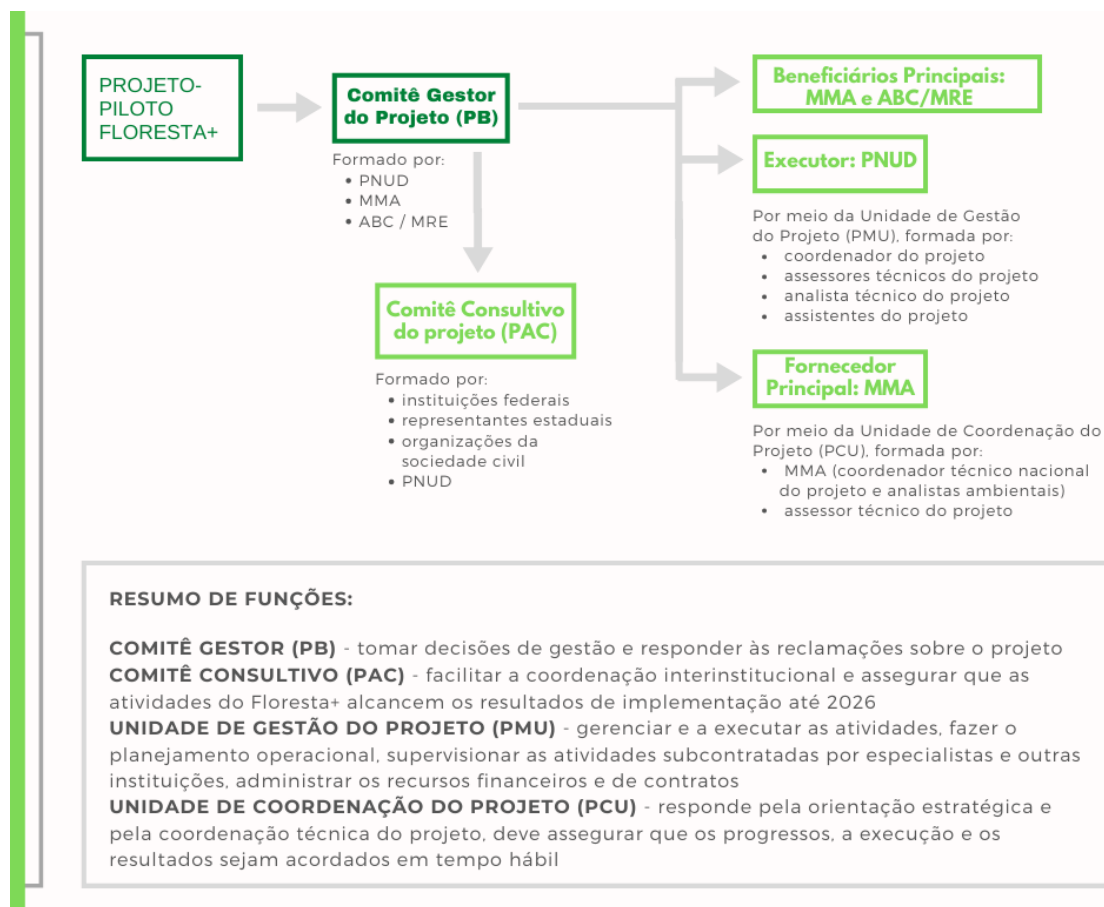 PROJETO-
PILOTO
FLORESTA+
Comitê Gestor
do Projeto (PB)
Formado por:
• PNUD
• MMA
• ABC / MRE
Comitê Consultivo
do projeto (PAC)
Formado por:
• instituições federais
• representantes estaduais
• organizações da
sociedade civil
• PNUD
Beneficiários Principais:
MMA e ABC/MRE
Executor: PNUD
Por meio da Unidade de Gestão
do Projeto (PMU), formada por:
• coordenador do projeto
• assessores técnicos do projeto
• analista técnico do projeto
• assistentes do projeto
Fornecedor
Principal: MMA
Por meio da Unidade de Coordenação do
Projeto (PCU), formada por:
• MMA (coordenador técnico nacional
do projeto e analistas ambientais)
• assessor técnico do projeto
RESUMO DE FUNÇÕES:
COMITÊ GESTOR (PB) - tomar decisões de gestão e responder às reclamações sobre o projeto
COMITÊ CONSULTIVO (PAC) - facilitar a coordenação interinstitucional e assegurar que as
atividades do Floresta+ alcancem os resultados de implementação até 2026
UNIDADE DE GESTÃO DO PROJETO (PMU) - gerenciar e a executar as atividades, fazer o
planejamento operacional, supervisionar as atividades subcontratadas por especialistas e outras
instituições, administrar os recursos financeiros e de contratos
UNIDADE DE COORDENAÇÃO DO PROJETO (PCU) - responde pela orientação estratégica e
pela coordenação técnica do projeto, deve assegurar que os progressos, a execução e os
resultados sejam acordados em tempo hábil